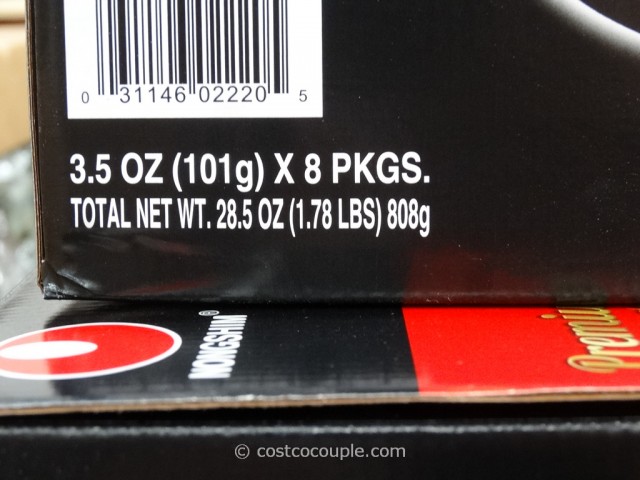 0 31146 02220 5
3.5 OZ (101g) X 8 PKGS.
TOTAL NET WT. 28.5 OZ (1.78 LBS) 808g
NONGSHIM®
Premium
© costcocouple.com